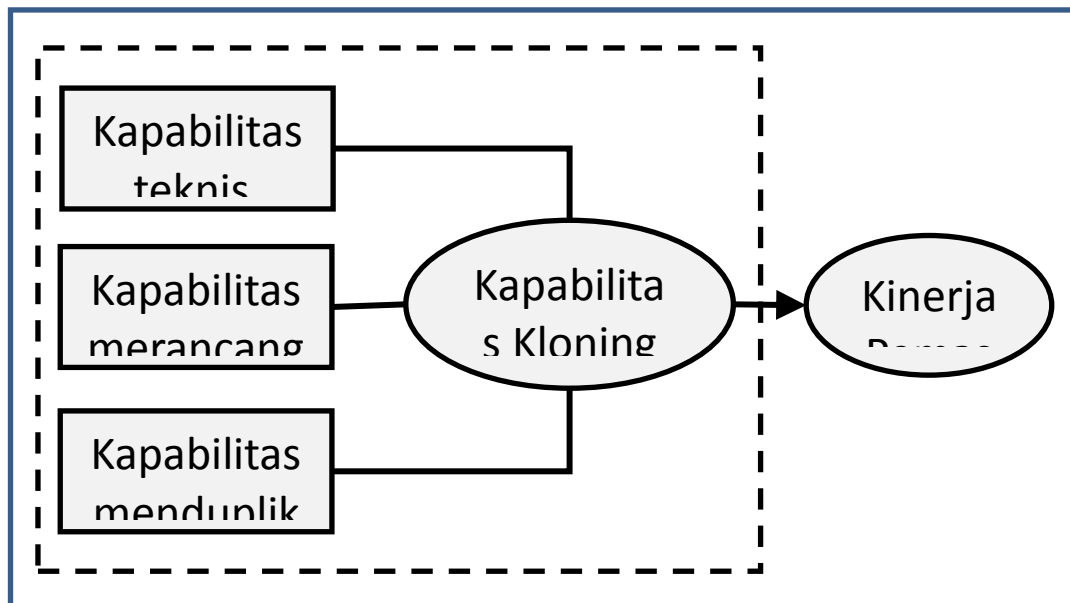 Kapabilitas
teknis
Kapabilitas
merancang
Kapabilitas
menduplik
Kapabilita
s Kloning
Kinerja